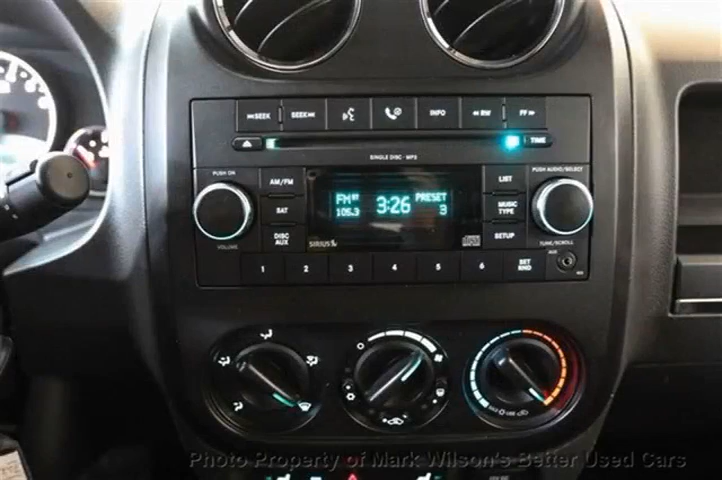 SEEK SEEK INFO RW FF
TIME
SINGLE DISC · MP3
PUSH ON AM/FM LIST PUSH AUDIO/SELECT
FM 3:26 PRESET
105.3 3
SAT MUSIC TYPE
DISC AUX SIRIUS SETUP
VOLUME TUNE/SCROLL
1 2 3 4 5 6 SET RND AUX
Photo Property of Mark Wilson's Better Used Cars